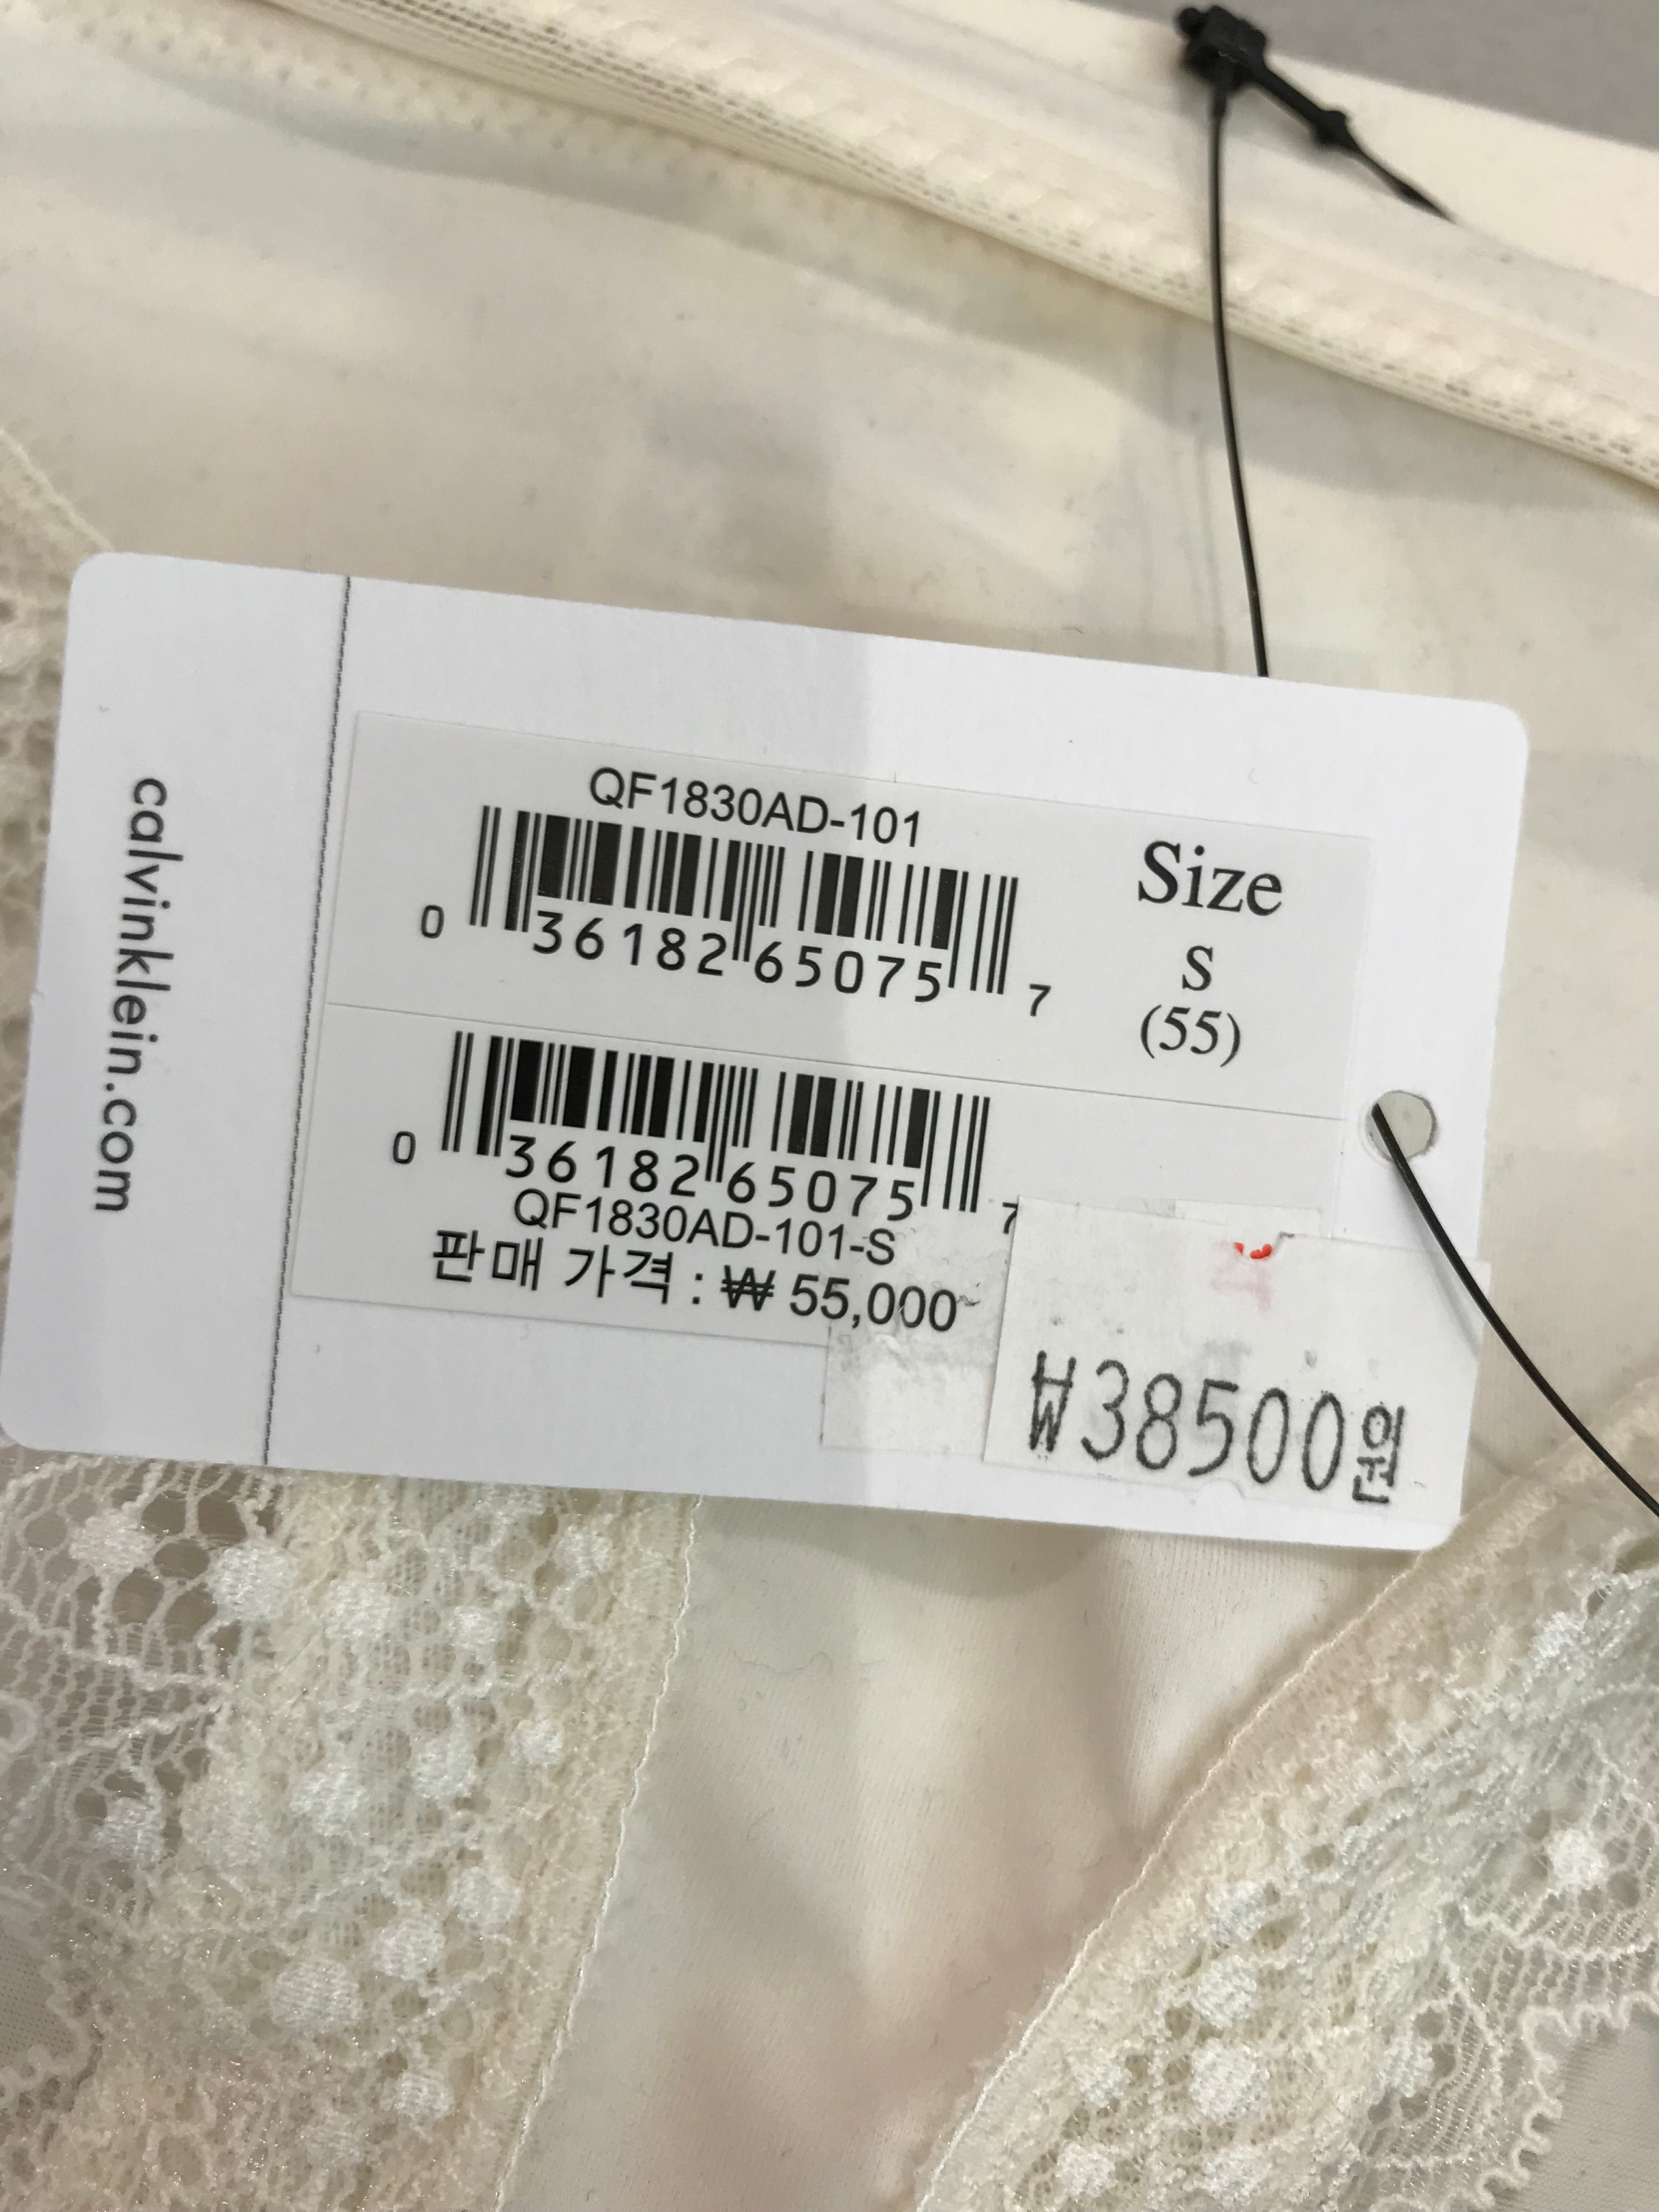 calvinklein.com
QF1830AD-101
0 36182 65075 7
Size
S
(55)
0 36182 65075 7
QF1830AD-101-S
판매 가격 : ₩ 55,000
₩38500원